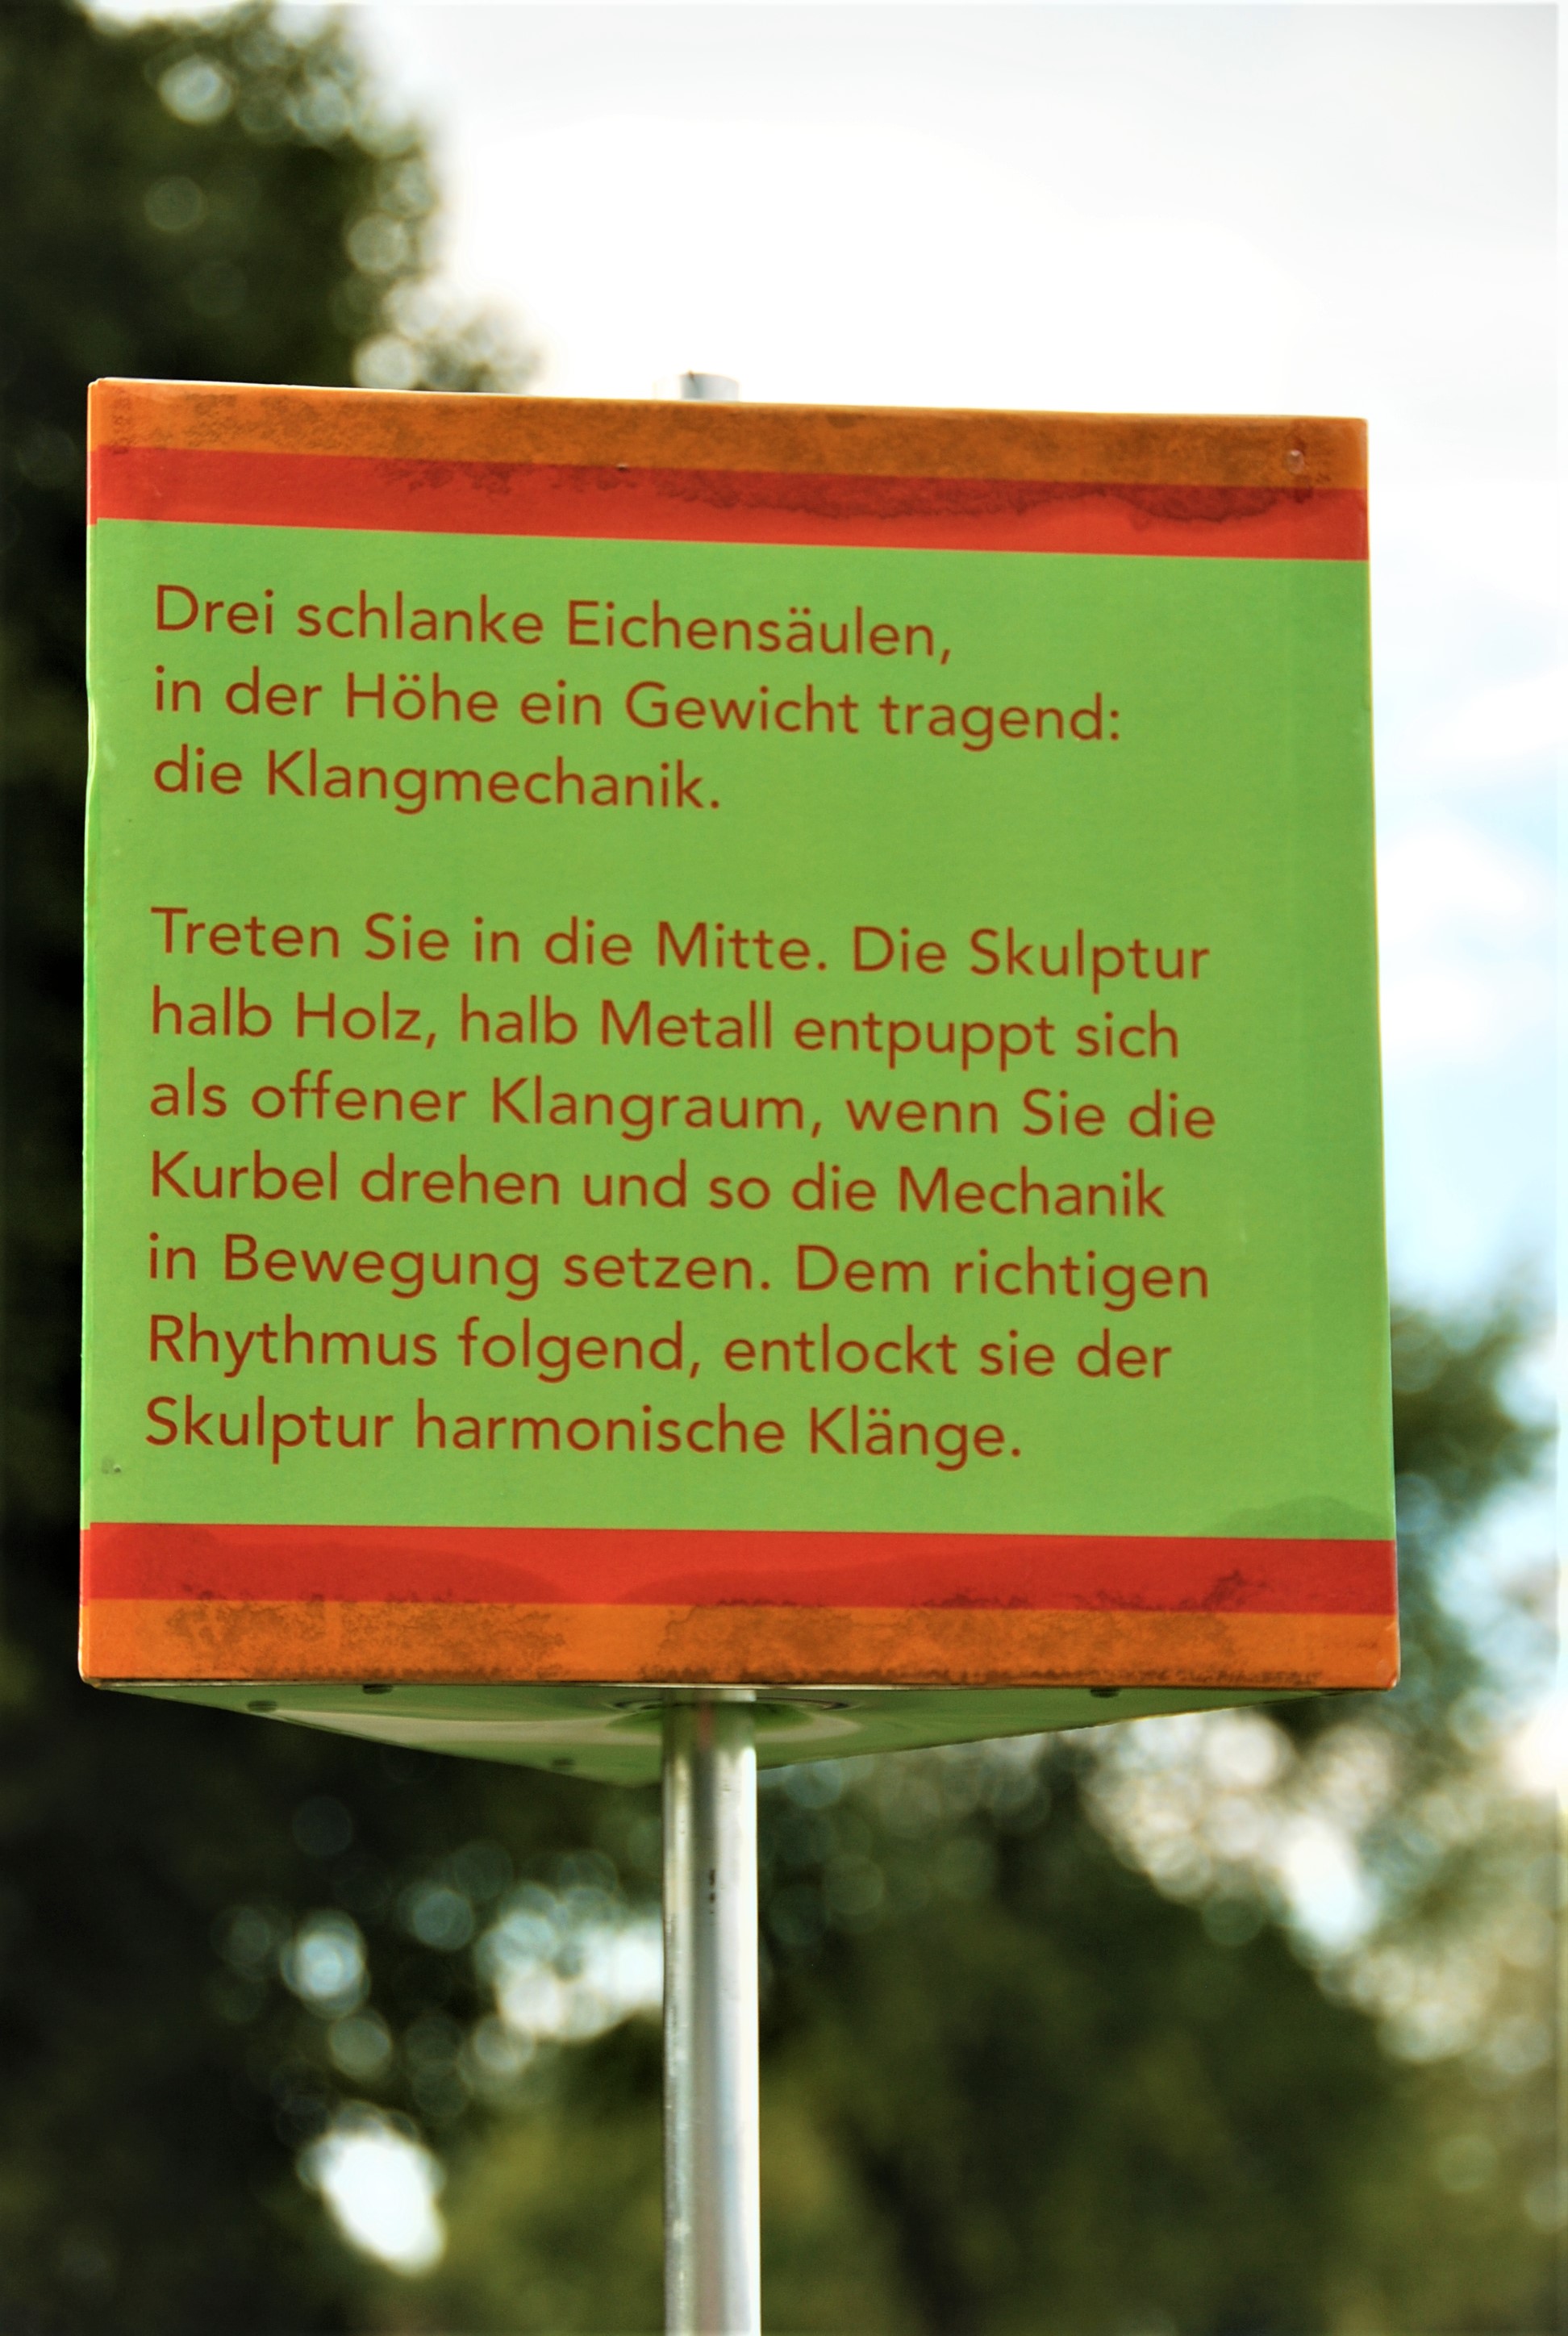 Drei schlanke Eichensäulen,
in der Höhe ein Gewicht tragend:
die Klangmechanik.
Treten Sie in die Mitte. Die Skulptur
halb Holz, halb Metall entpuppt sich
als offener Klangraum, wenn Sie die
Kurbel drehen und so die Mechanik
in Bewegung setzen. Dem richtigen
Rhythmus folgend, entlockt sie der
Skulptur harmonische Klänge.